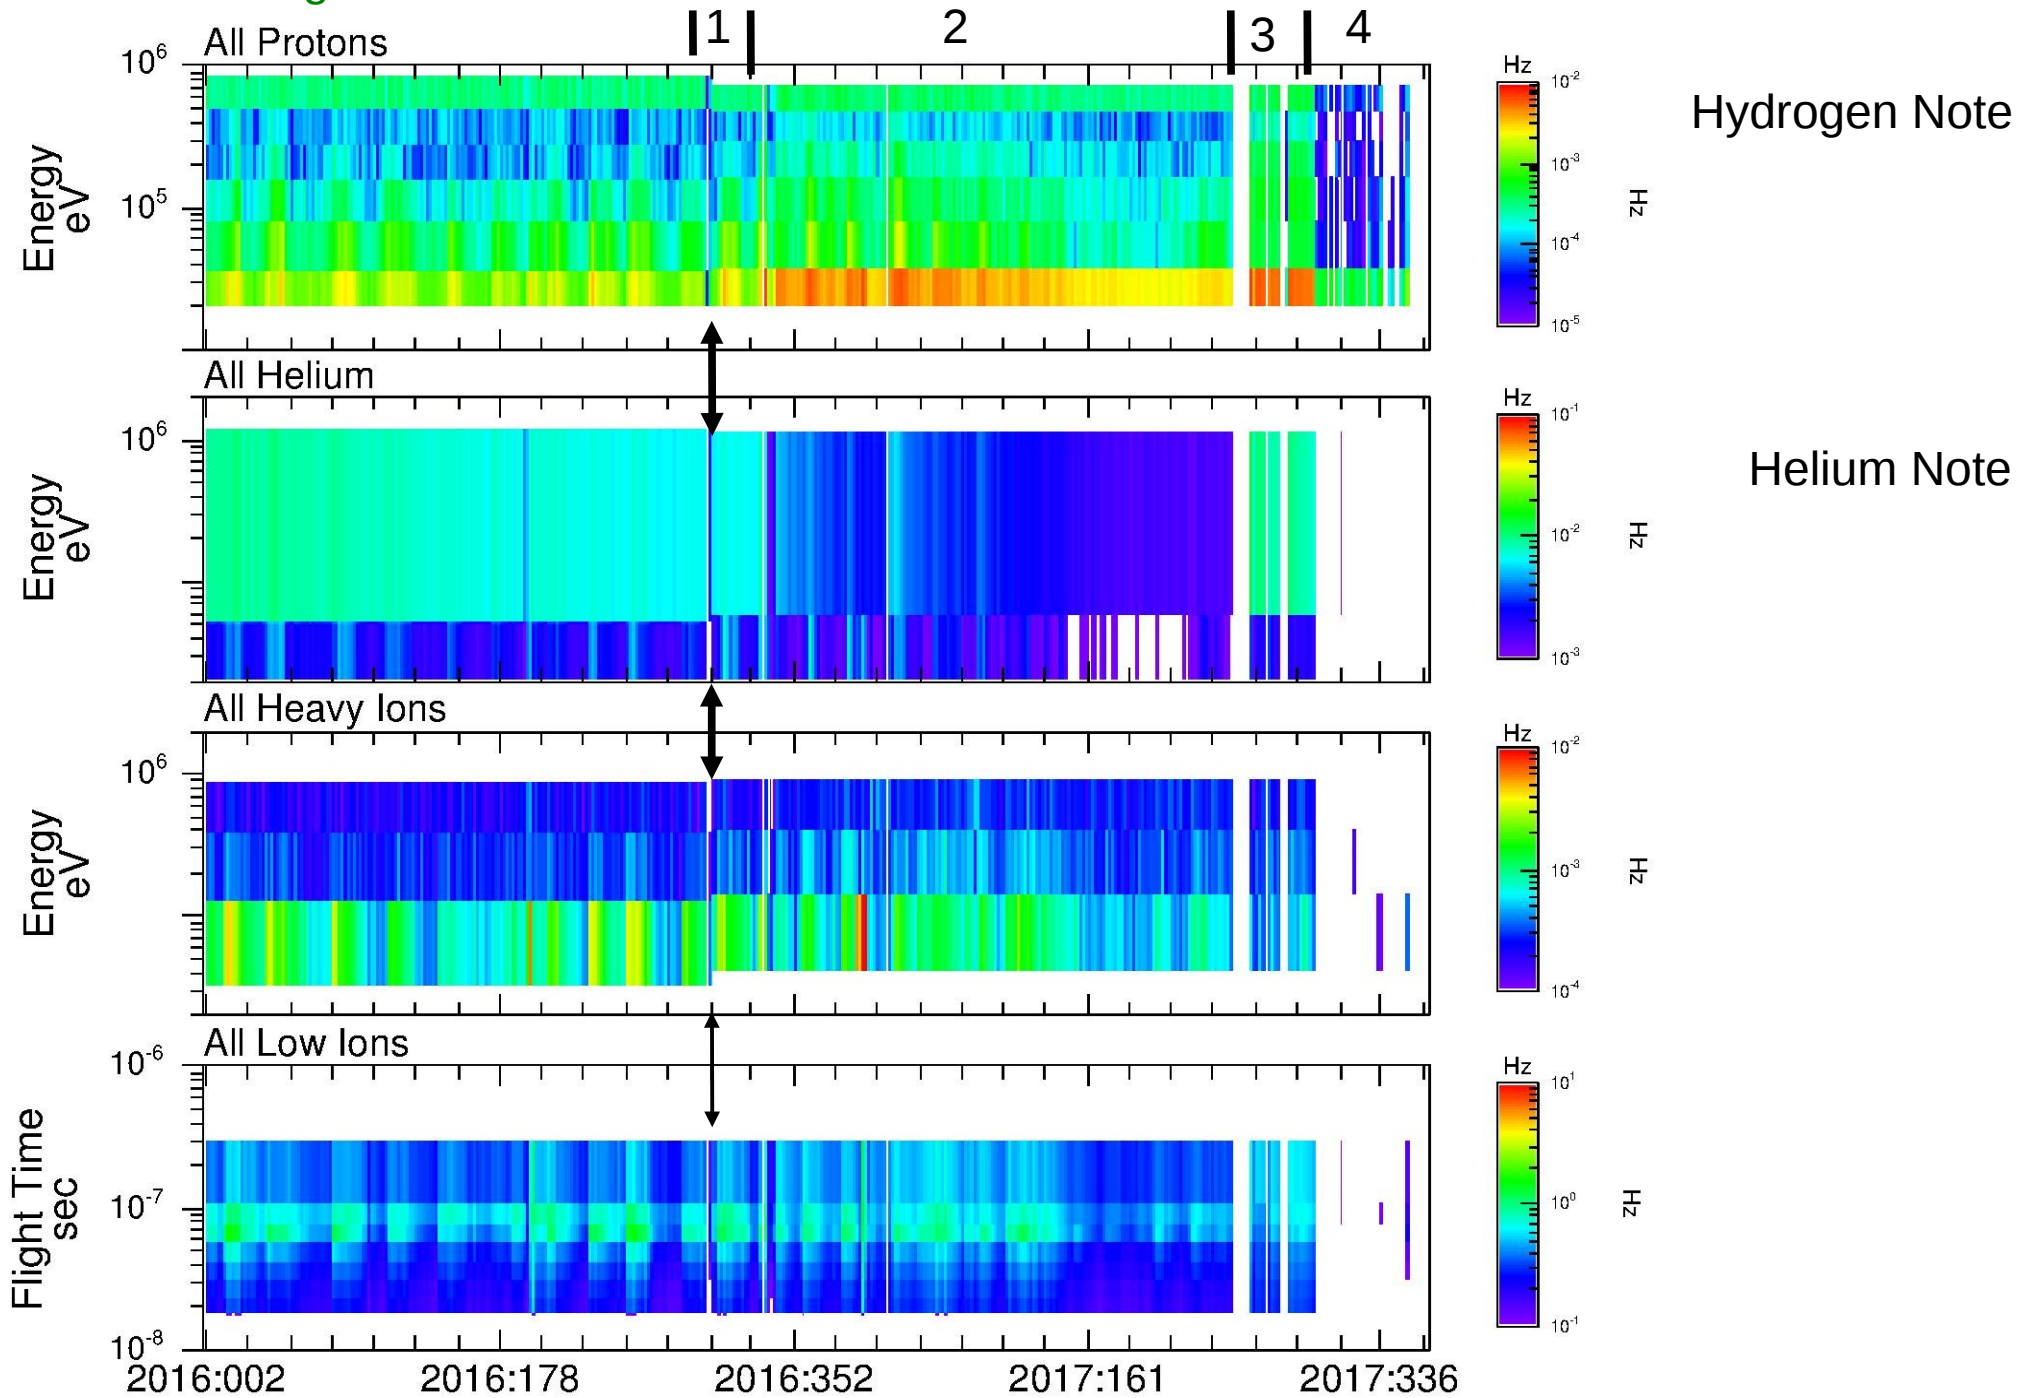 1 2 3 4
All Protons
10^6
10^5
Energy
eV
Hz
10^-2
10^-3
10^-4
10^-5
Hz
Hydrogen Note
All Helium
10^6
Energy
eV
Hz
10^-1
10^-2
10^-3
Hz
Helium Note
All Heavy Ions
10^6
Energy
eV
Hz
10^-2
10^-3
10^-4
Hz
All Low Ions
10^-6
10^-7
10^-8
Flight Time
sec
Hz
10^1
10^0
10^-1
Hz
2016:002 2016:178 2016:352 2017:161 2017:336